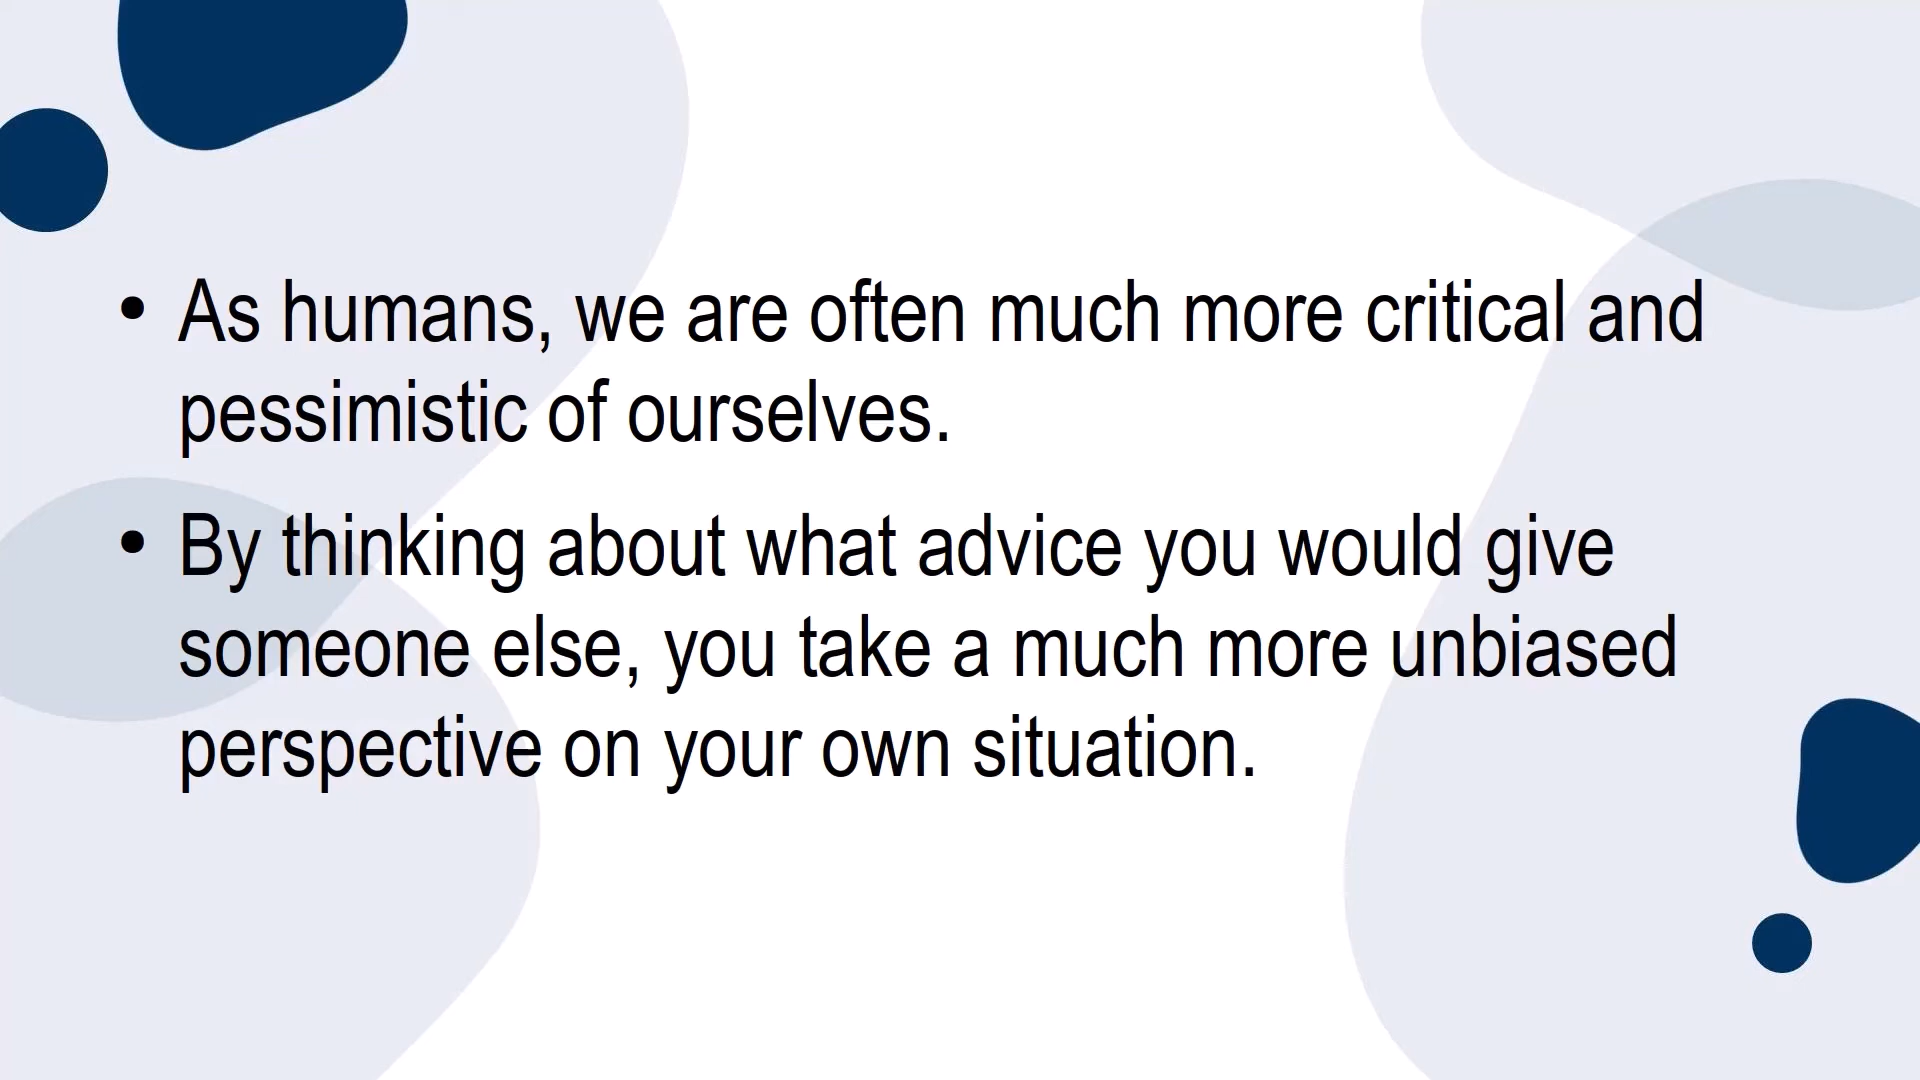 • As humans, we are often much more critical and
pessimistic of ourselves.
• By thinking about what advice you would give
someone else, you take a much more unbiased
perspective on your own situation.